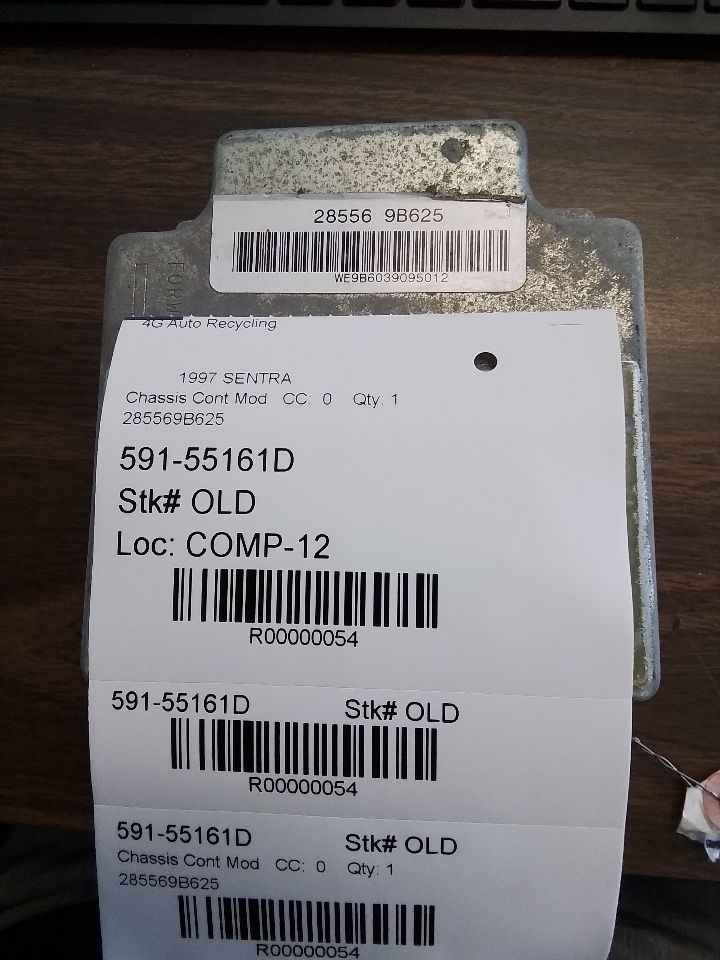 28556 9B625
WE9B6039095012
4G Auto Recycling
1997 SENTRA
Chassis Cont Mod CC: 0 Qty: 1
285569B625
591-55161D
Stk# OLD
Loc: COMP-12
R00000054
591-55161D Stk# OLD
R00000054
591-55161D Stk# OLD
Chassis Cont Mod CC: 0 Qty: 1
285569B625
R00000054